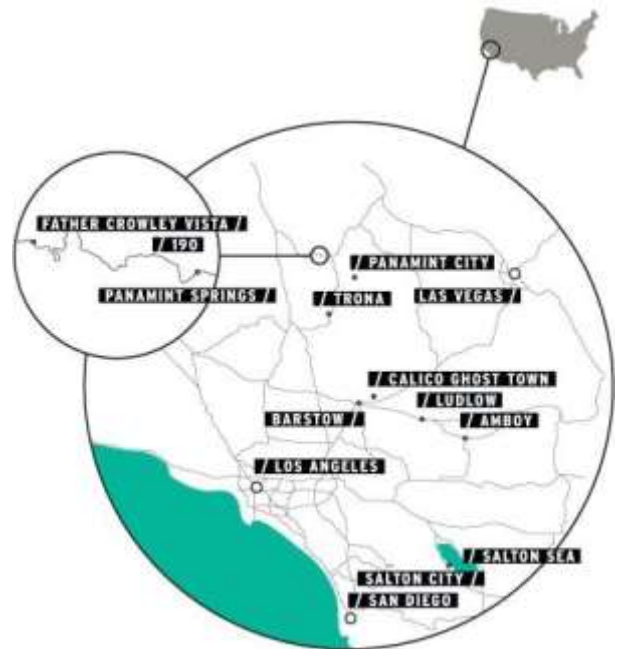 FATHER CROWLEY VISTA /
/ 190
PANAMINT SPRINGS /
/ PANAMINT CITY
LAS VEGAS /
/ TRONA
/ CALICO GHOST TOWN
/ LUDLOW
BARSTOW /
/ AMBOY
/ LOS ANGELES
/ SALTON SEA
SALTON CITY /
/ SAN DIEGO